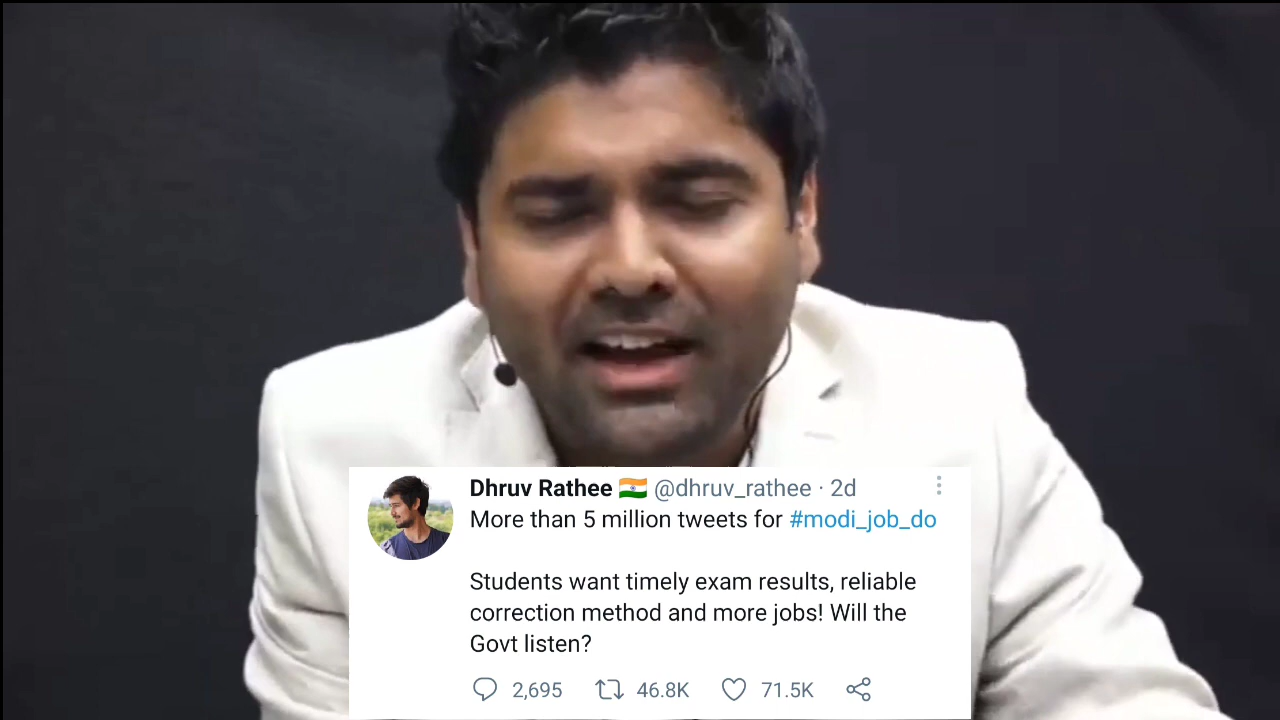 Dhruv Rathee 🇮🇳 @dhruv_rathee · 2d
More than 5 million tweets for #modi_job_do
Students want timely exam results, reliable
correction method and more jobs! Will the
Govt listen?
2,695 46.8K 71.5K